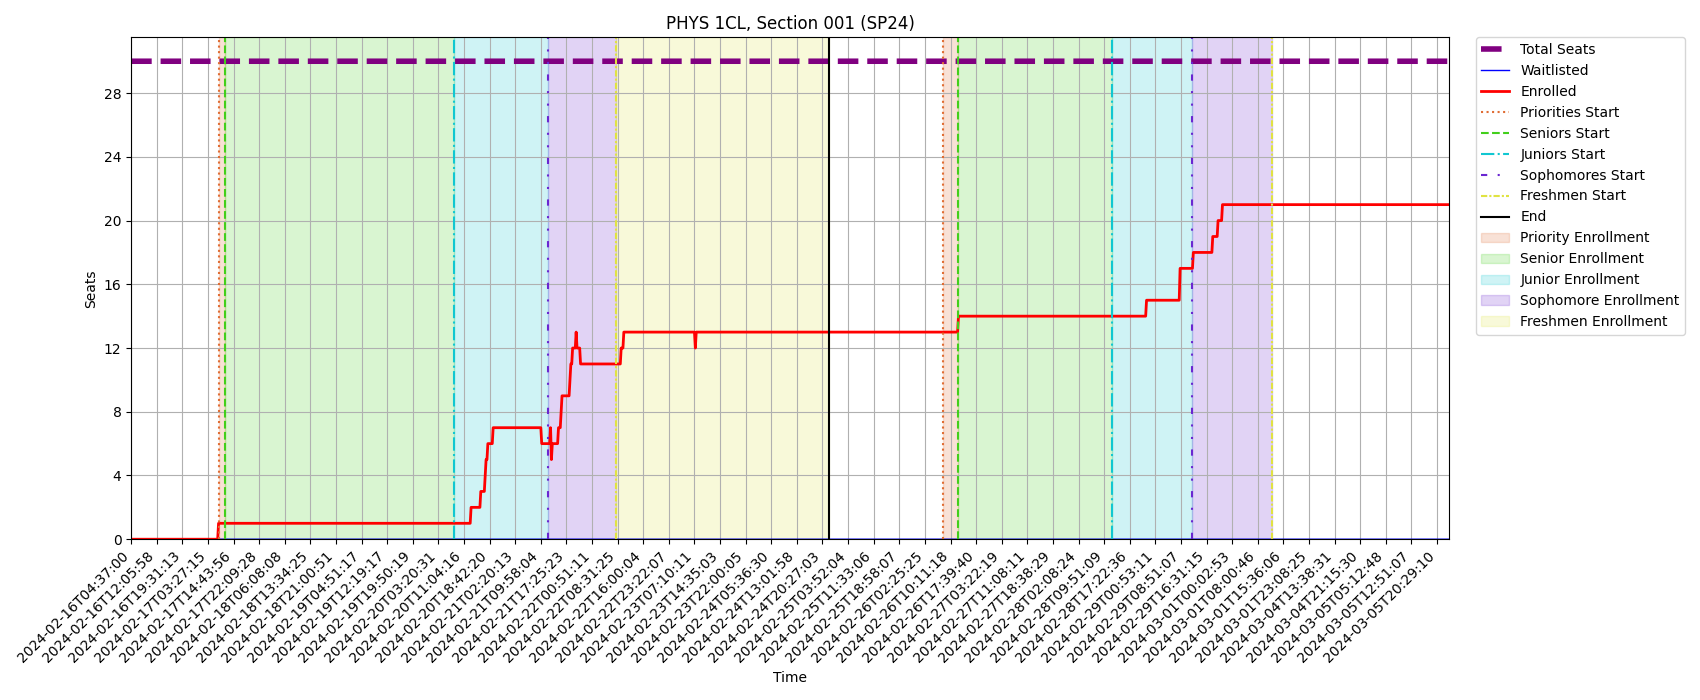 PHYS 1CL, Section 001 (SP24)
Total Seats
Waitlisted
Enrolled
Priorities Start
Seniors Start
Juniors Start
Sophomores Start
Freshmen Start
End
Priority Enrollment
Senior Enrollment
Junior Enrollment
Sophomore Enrollment
Freshmen Enrollment
Seats
28
24
20
16
12
8
4
0
2024-02-16T04:37:00
2024-02-16T12:05:58
2024-02-16T19:31:13
2024-02-17T03:27:15
2024-02-17T14:43:56
2024-02-17T22:09:28
2024-02-18T06:08:08
2024-02-18T13:34:25
2024-02-18T21:00:51
2024-02-19T04:51:17
2024-02-19T12:19:17
2024-02-19T19:50:19
2024-02-20T03:20:31
2024-02-20T11:04:16
2024-02-20T18:42:20
2024-02-21T02:20:13
2024-02-21T09:58:04
2024-02-21T17:25:23
2024-02-22T00:51:11
2024-02-22T08:31:25
2024-02-22T16:00:04
2024-02-22T23:22:07
2024-02-23T07:10:11
2024-02-23T14:35:03
2024-02-23T22:00:05
2024-02-24T05:36:30
2024-02-24T13:01:58
2024-02-24T20:27:03
2024-02-25T03:52:04
2024-02-25T11:33:06
2024-02-25T18:58:07
2024-02-26T02:25:25
2024-02-26T10:11:18
2024-02-26T17:39:40
2024-02-27T03:22:19
2024-02-27T11:08:11
2024-02-27T18:38:29
2024-02-28T02:08:24
2024-02-28T09:51:09
2024-02-28T17:22:36
2024-02-29T00:53:11
2024-02-29T08:51:07
2024-02-29T16:31:15
2024-03-01T00:02:53
2024-03-01T08:00:46
2024-03-01T15:36:06
2024-03-01T23:08:25
2024-03-04T13:38:31
2024-03-04T21:15:30
2024-03-05T05:12:48
2024-03-05T12:51:07
2024-03-05T20:29:10
Time